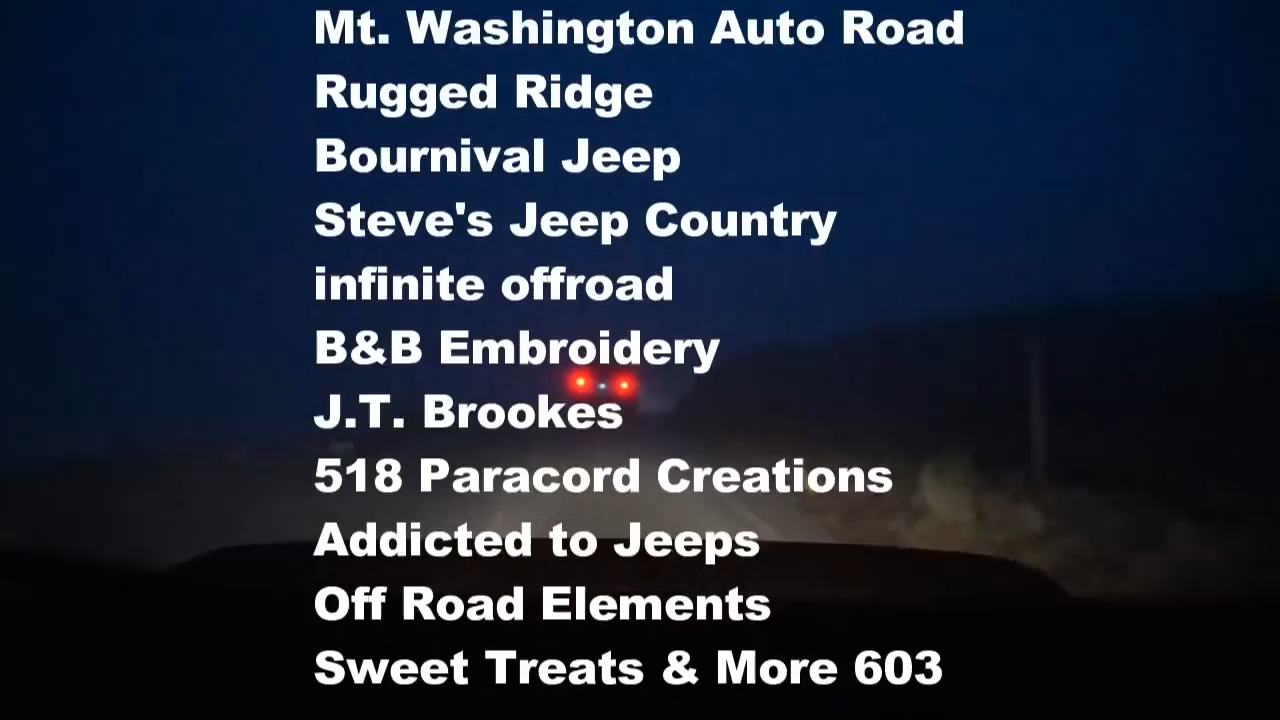 Mt. Washington Auto Road
Rugged Ridge
Bournival Jeep
Steve's Jeep Country
infinite offroad
B&B Embroidery
J.T. Brookes
518 Paracord Creations
Addicted to Jeeps
Off Road Elements
Sweet Treats & More 603